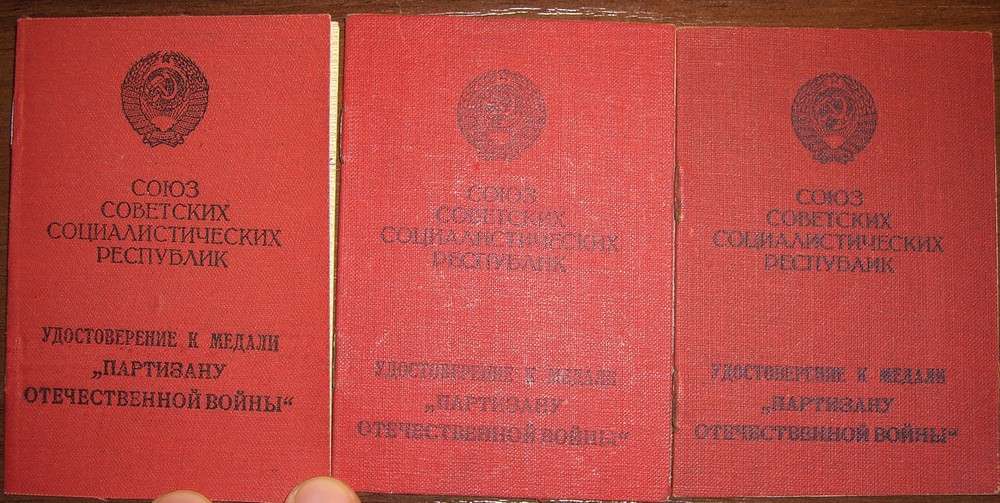 СОЮЗ
СОВЕТСКИХ
СОЦИАЛИСТИЧЕСКИХ
РЕСПУБЛИК
УДОСТОВЕРЕНИЕ К МЕДАЛИ
„ПАРТИЗАНУ
ОТЕЧЕСТВЕННОЙ ВОЙНЫ“
СОЮЗ
СОВЕТСКИХ
СОЦИАЛИСТИЧЕСКИХ
РЕСПУБЛИК
УДОСТОВЕРЕНИЕ К МЕДАЛИ
„ПАРТИЗАНУ
ОТЕЧЕСТВЕННОЙ ВОЙНЫ“
СОЮЗ
СОВЕТСКИХ
СОЦИАЛИСТИЧЕСКИХ
РЕСПУБЛИК
УДОСТОВЕРЕНИЕ К МЕДАЛИ
„ПАРТИЗАНУ
ОТЕЧЕСТВЕННОЙ ВОЙНЫ“